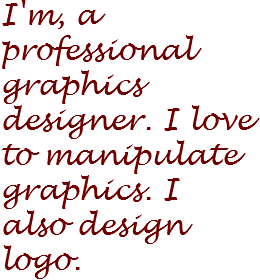 I'm, a
professional
graphics
designer. I love
to manipulate
graphics. I
also design
logo.